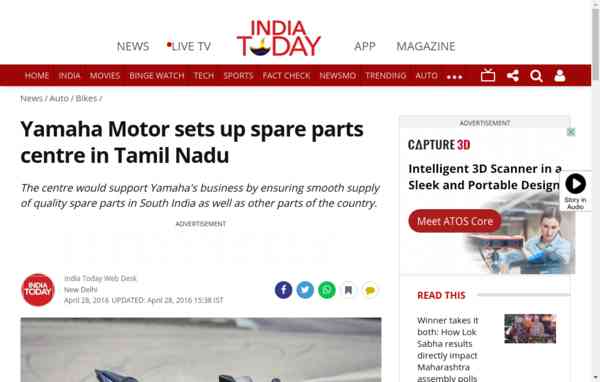 NEWS
LIVE TV
INDIA
TODAY
APP
MAGAZINE
HOME INDIA MOVIES BINGE WATCH TECH SPORTS FACT CHECK NEWSMO TRENDING AUTO
News / Auto / Bikes /
Yamaha Motor sets up spare parts
centre in Tamil Nadu
The centre would support Yamaha's business by ensuring smooth supply
of quality spare parts in South India as well as other parts of the country.
ADVERTISEMENT
INDIA
TODAY
India Today Web Desk
New Delhi
April 28, 2016 UPDATED: April 28, 2016 15:38 IST
ADVERTISEMENT
CAPTURE 3D
Intelligent 3D Scanner in a
Sleek and Portable Design
Meet ATOS Core
Story in
Audio
READ THIS
Winner takes it
both: How Lok
Sabha results
directly impact
Maharashtra
assembly polls